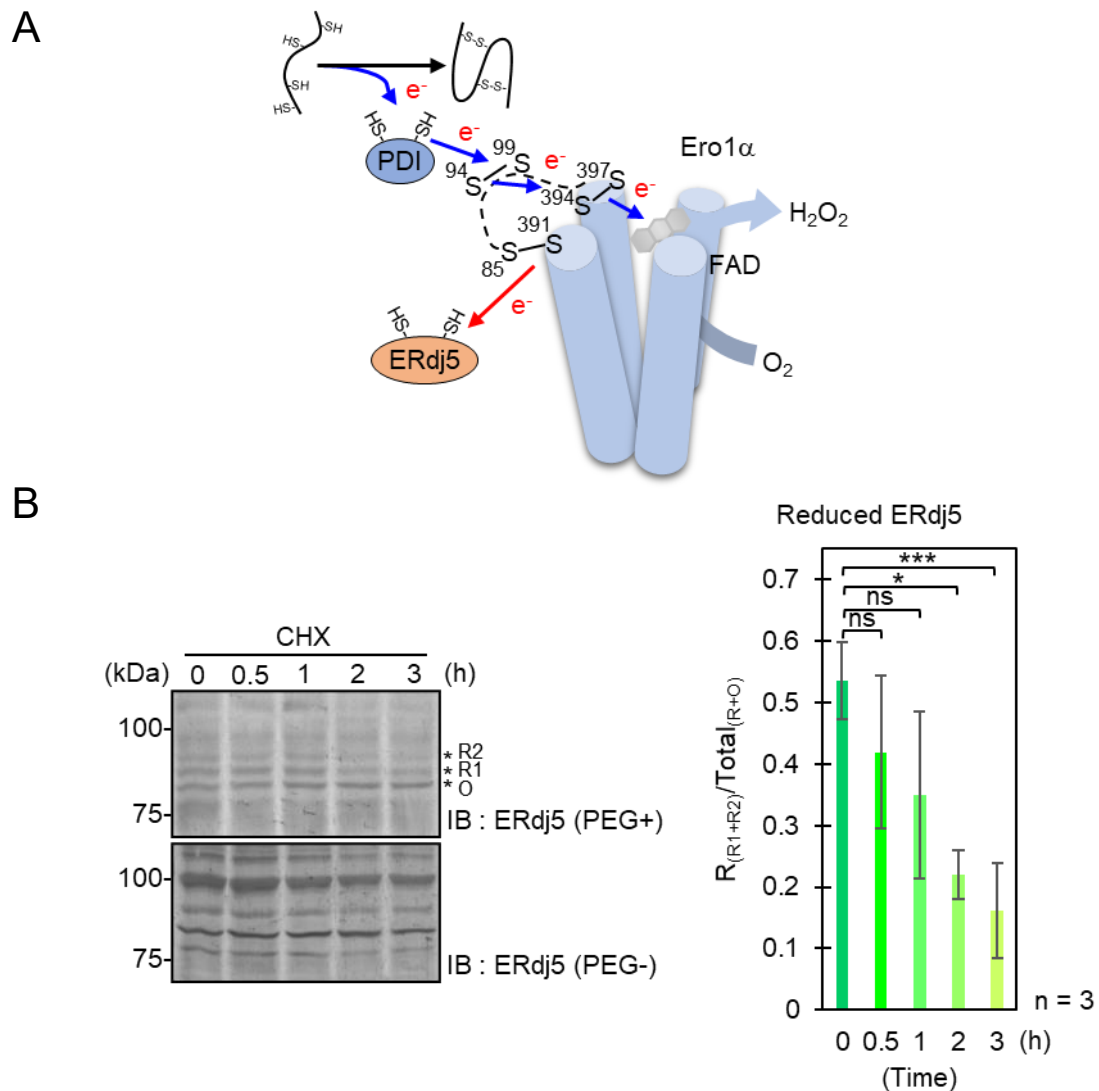 A
HS-
-SH
-SH
HS-
-S-S-
-S-S-
e-
HS-
-SH
PDI
e-
99
94
S
S
e-
397
394
S
S
e-
Ero1α
H2O2
391
S
S
85
FAD
e-
HS-
-SH
ERdj5
O2
B
CHX
(kDa) 0 0.5 1 2 3 (h)
100-
* R2
* R1
* O
75-
IB : ERdj5 (PEG+)
100-
75-
IB : ERdj5 (PEG-)
Reduced ERdj5
***
*
ns
ns
0.7
0.6
0.5
0.4
0.3
0.2
0.1
0
R(R1+R2)/Total(R+O)
n = 3
0 0.5 1 2 3 (h)
(Time)